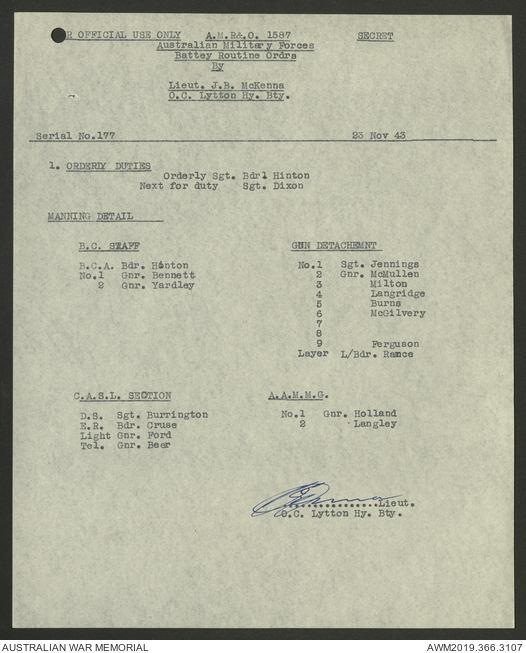 R OFFICIAL USE ONLY A.M.R&.O. 1587 SECRET
Australian Military Forces
Battey Routine Ordrs
By
Lieut. J.B. McKenna
O.C. Lytton Hy. Bty.
Serial No.177 23 Nov 43
1. ORDERLY DUTIES
Orderly Sgt. Bdrl Hinton
Next for duty Sgt. Dixon
MANNING DETAIL
B.C. STAFF
B.C.A. Bdr. Hinton
No.1 Gnr. Bennett
2 Gnr. Yardley
GUN DETACHEMNT
No.1 Sgt. Jennings
2 Gnr. McMullen
3 Milton
4 Langridge
5 Burns
6 McGilvery
7
8
9 Ferguson
Layer L/Bdr. Rance
C.A.S.L. SECTION
D.S. Sgt. Burrington
E.R. Bdr. Cruse
Light Gnr. Ford
Tel. Gnr. Beer
A.A.M.M.G.
No.1 Gnr. Holland
2 Langley
Lieut.
O.C. Lytton Hy. Bty.
AUSTRALIAN WAR MEMORIAL AWM2019.366.3107